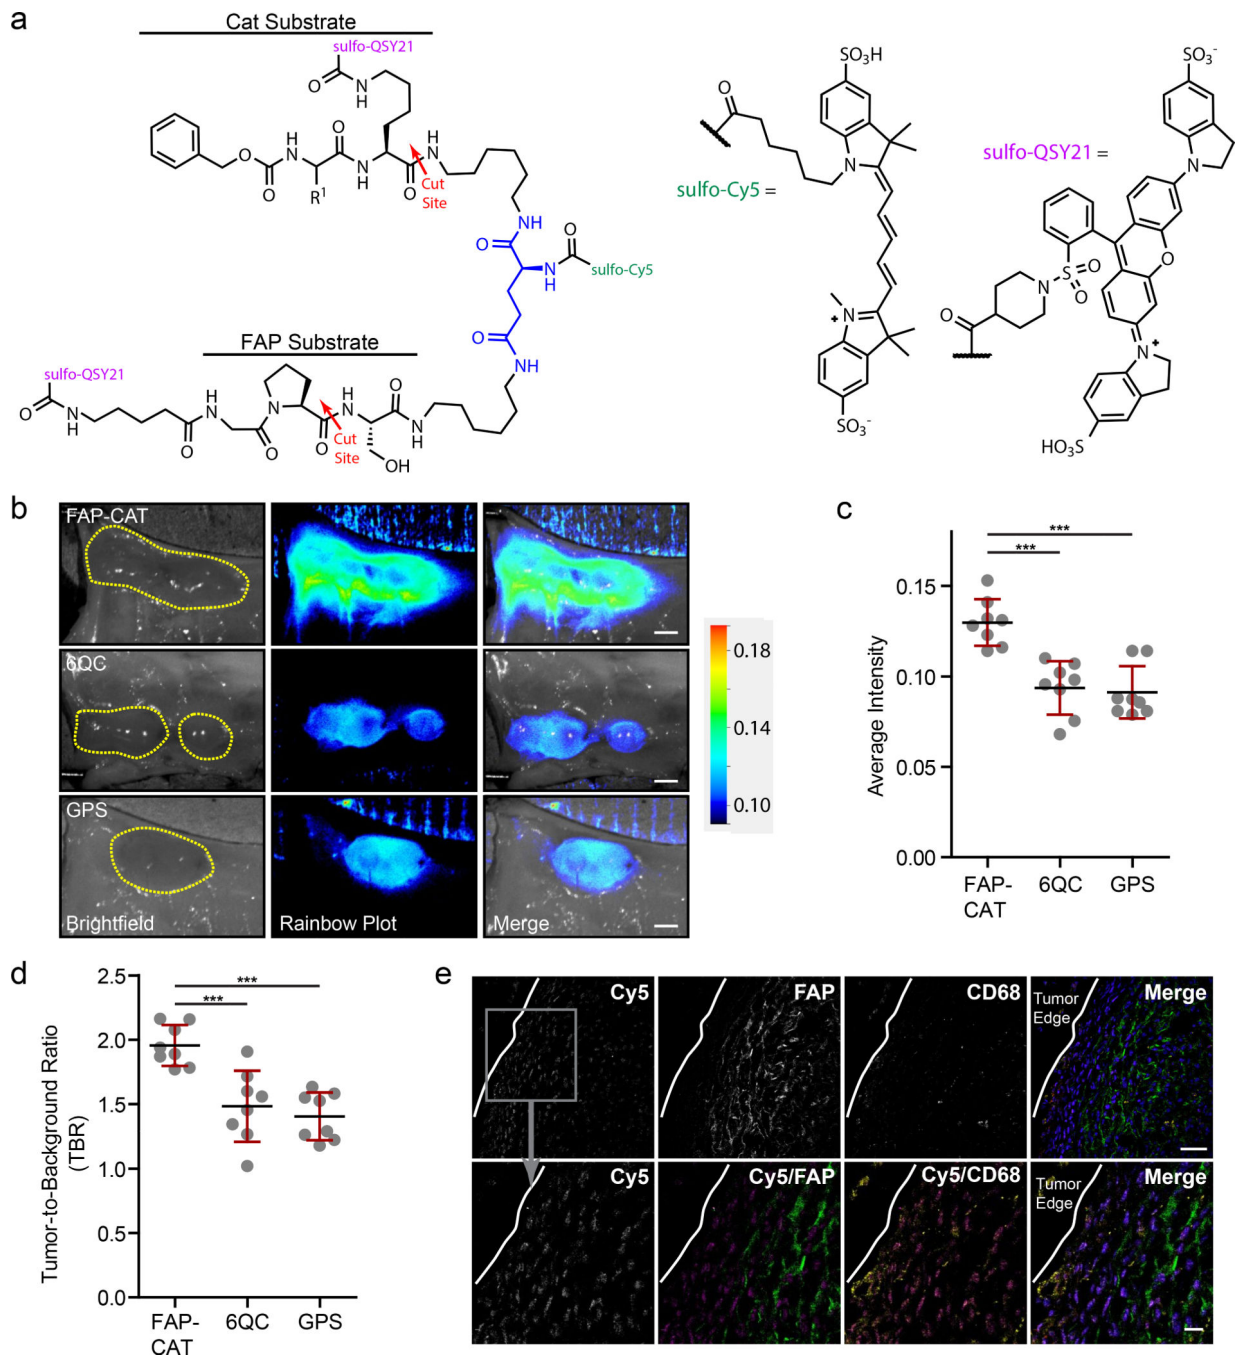 a
Cat Substrate
sulfo-QSY21
O
N
H
O
O
H
N
R¹
O
N
H
O
H
N
Cut
Site
NH
O
N
H
O
sulfo-Cy5
O
NH
FAP Substrate
sulfo-QSY21
O
N
H
O
H
N
O
N
O
H
N
OH
O
N
H
Cut
Site
SO₃H
O
N
sulfo-Cy5 =
N
+
SO₃⁻
SO₃⁻
N
sulfo-QSY21 =
O
N
S
O
O
O
N
+
HO₃S
b
FAP-CAT
6QC
GPS
Brightfield
Rainbow Plot
Merge
0.18
0.14
0.10
c
Average Intensity
0.15
0.10
0.05
0.00
***
***
FAP-
CAT
6QC
GPS
d
Tumor-to-Background Ratio
(TBR)
2.5
2.0
1.5
1.0
0.5
0.0
***
***
FAP-
CAT
6QC
GPS
e
Cy5
FAP
CD68
Merge
Tumor
Edge
Cy5
Cy5/FAP
Cy5/CD68
Merge
Tumor
Edge